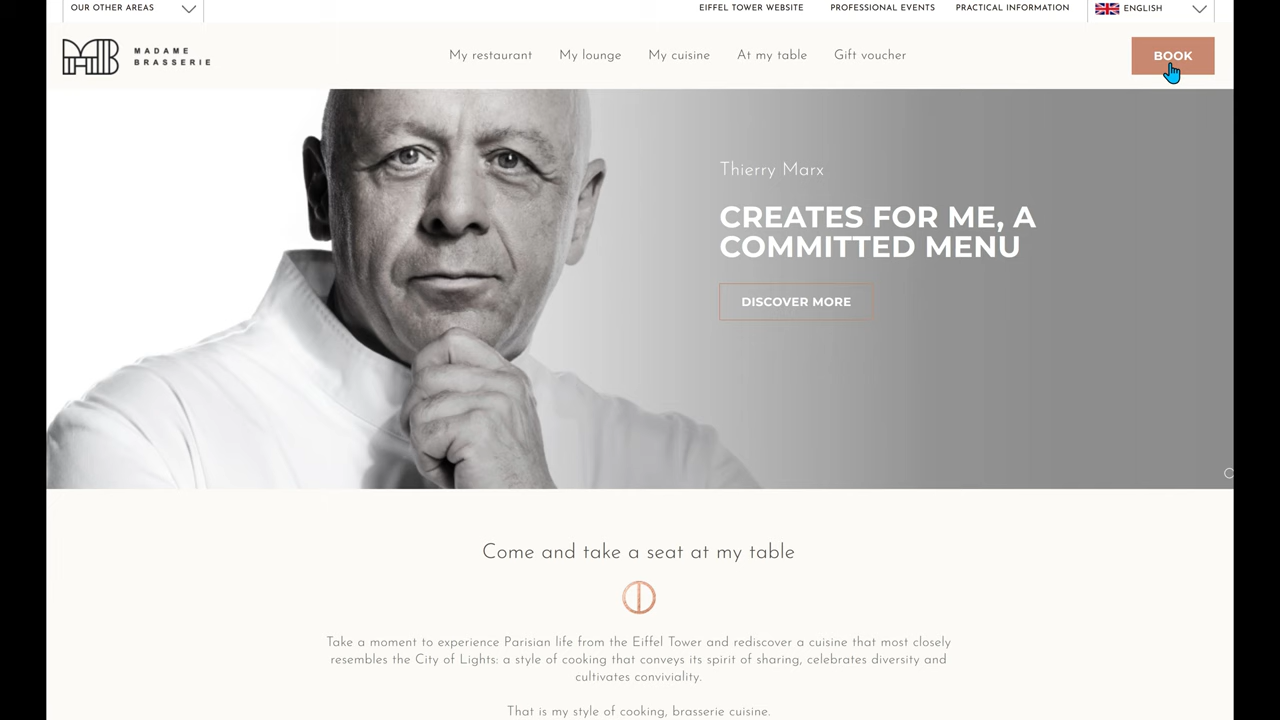 OUR OTHER AREAS
EIFFEL TOWER WEBSITE
PROFESSIONAL EVENTS
PRACTICAL INFORMATION
ENGLISH
MB
MADAME
BRASSERIE
My restaurant
My lounge
My cuisine
At my table
Gift voucher
BOOK
Thierry Marx
CREATES FOR ME, A
COMMITTED MENU
DISCOVER MORE
Come and take a seat at my table
Take a moment to experience Parisian life from the Eiffel Tower and rediscover a cuisine that most closely
resembles the City of Lights: a style of cooking that conveys its spirit of sharing, celebrates diversity and
cultivates conviviality.
That is my style of cooking, brasserie cuisine.